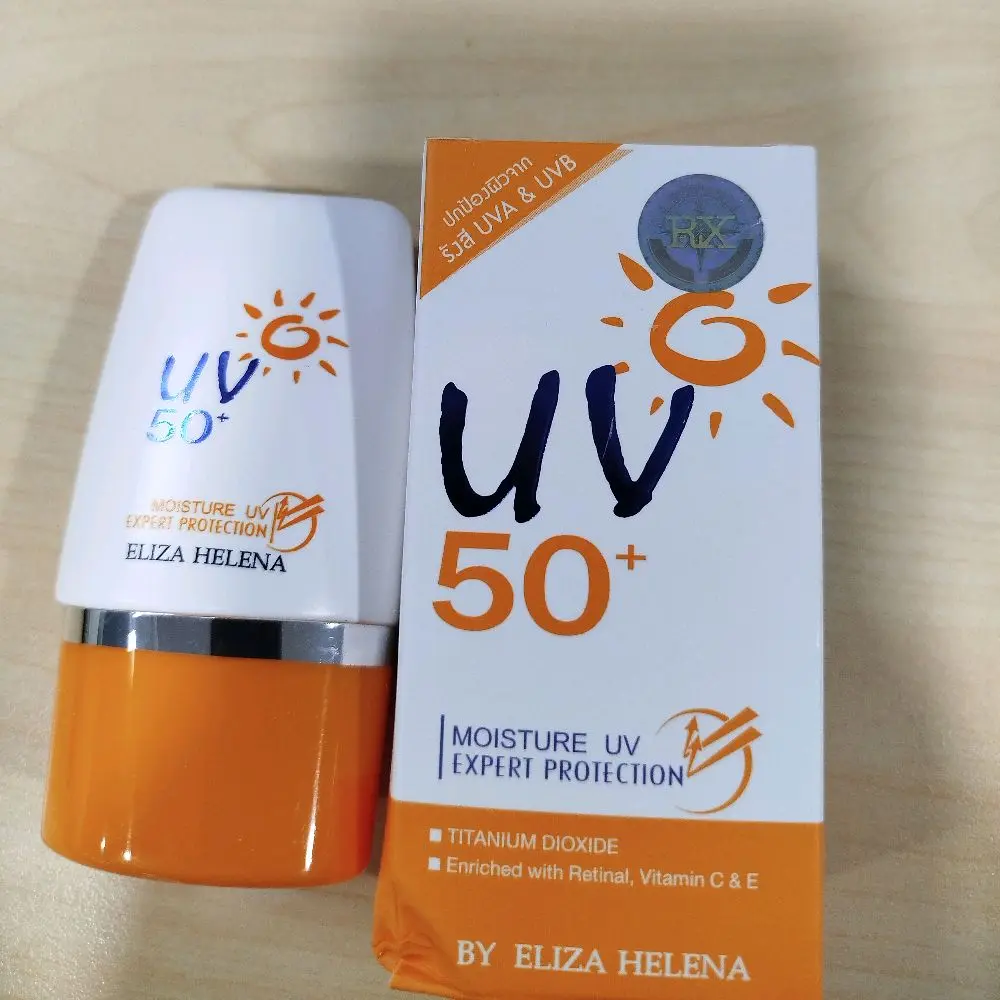 UV
50+
MOISTURE UV
EXPERT PROTECTION
ELIZA HELENA
ปกป้องผิวจาก
รังสี UVA & UVB
RX
UV
50+
MOISTURE UV
EXPERT PROTECTION
TITANIUM DIOXIDE
Enriched with Retinal, Vitamin C & E
BY ELIZA HELENA